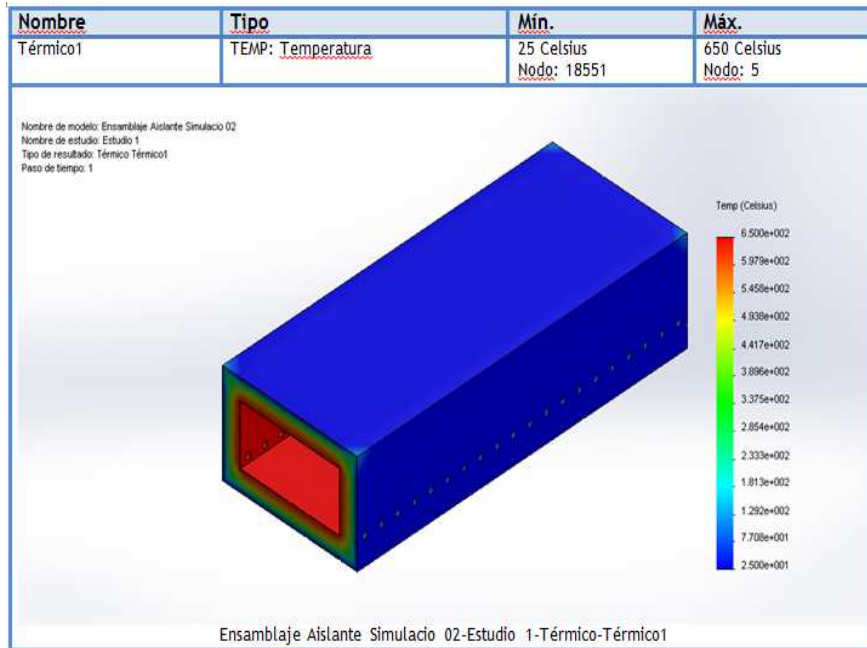 Nombre Tipo Mín. Máx.
Térmico1 TEMP: Temperatura 25 Celsius 650 Celsius
Nodo: 18551 Nodo: 5
Nombre de modelo: Ensamblaje Aislante Simulacio 02
Nombre de estudio: Estudio 1
Tipo de resultado: Térmico Térmico1
Paso de tiempo: 1
Temp (Celsius)
6.500e+002
5.979e+002
5.458e+002
4.938e+002
4.417e+002
3.896e+002
3.375e+002
2.854e+002
2.333e+002
1.813e+002
1.292e+002
7.708e+001
2.500e+001
Ensamblaje Aislante Simulacio 02-Estudio 1-Térmico-Térmico1